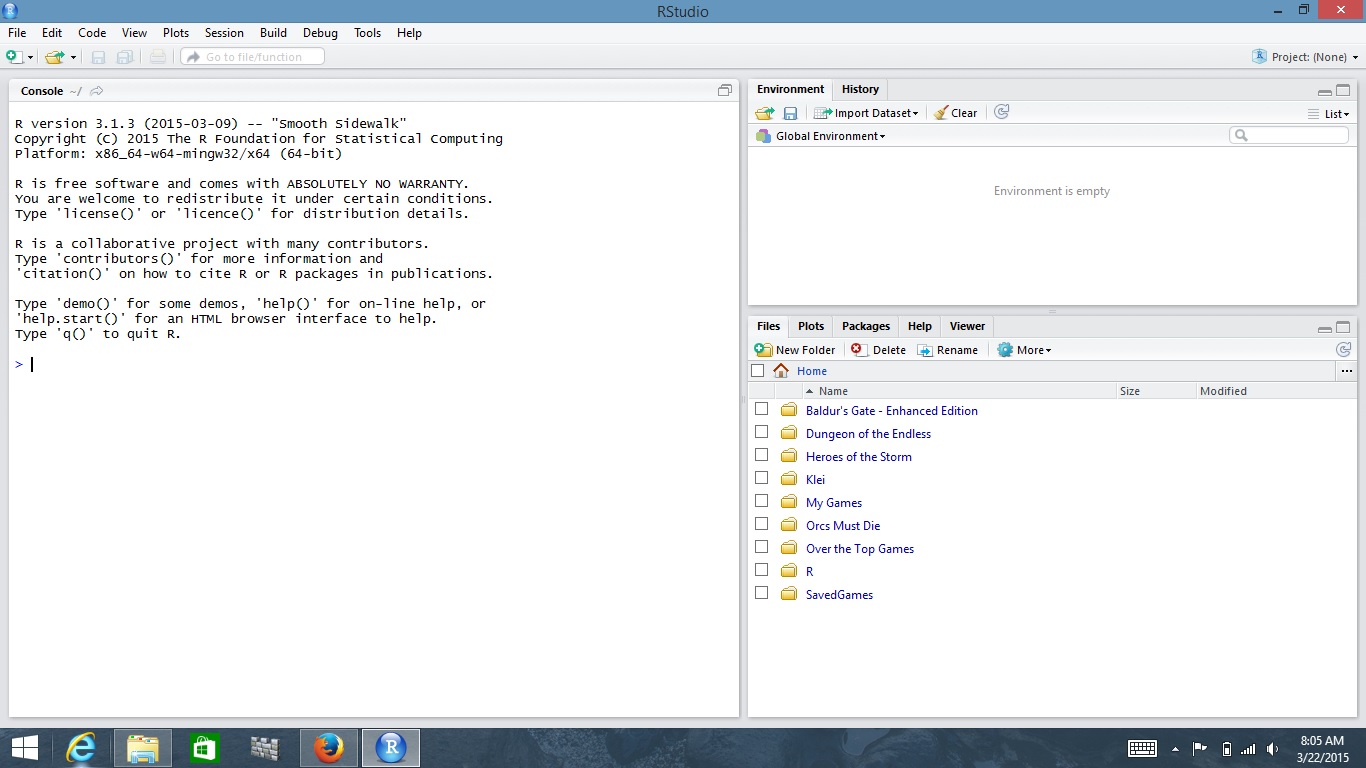 RStudio
File Edit Code View Plots Session Build Debug Tools Help
Go to file/function
R Project: (None)
Console ~/
R version 3.1.3 (2015-03-09) -- "Smooth Sidewalk"
Copyright (C) 2015 The R Foundation for Statistical Computing
Platform: x86_64-w64-mingw32/x64 (64-bit)
R is free software and comes with ABSOLUTELY NO WARRANTY.
You are welcome to redistribute it under certain conditions.
Type 'license()' or 'licence()' for distribution details.
R is a collaborative project with many contributors.
Type 'contributors()' for more information and
'citation()' on how to cite R or R packages in publications.
Type 'demo()' for some demos, 'help()' for on-line help, or
'help.start()' for an HTML browser interface to help.
Type 'q()' to quit R.
>
Environment History
Import Dataset Clear
List
Global Environment
Environment is empty
Files Plots Packages Help Viewer
New Folder Delete Rename More
Home ...
Name Size Modified
Baldur's Gate - Enhanced Edition
Dungeon of the Endless
Heroes of the Storm
Klei
My Games
Orcs Must Die
Over the Top Games
R
SavedGames
R
8:05 AM
3/22/2015